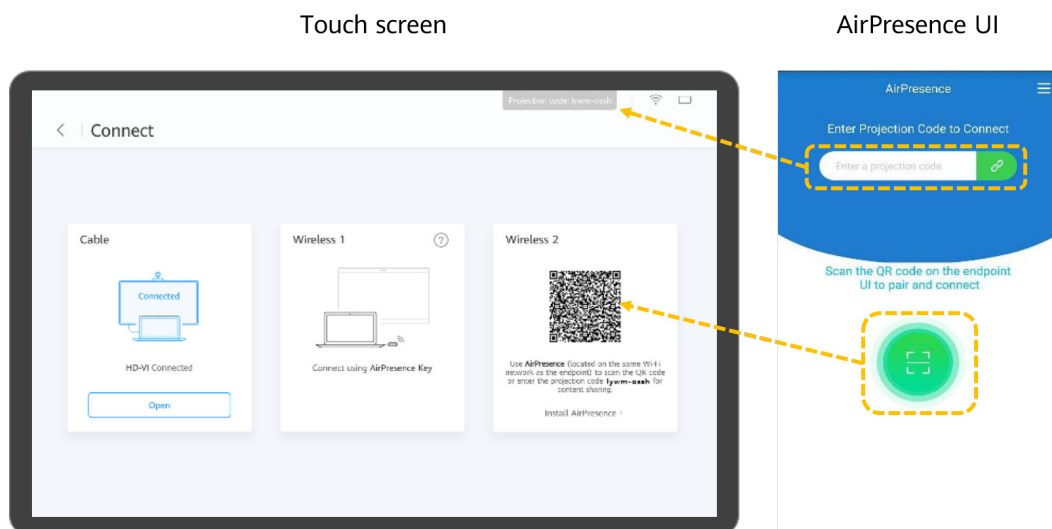 Touch screen
AirPresence UI
Projection code: lywm-assh
< | Connect
Cable
Connected
HD-VI Connected
Open
Wireless 1
?
Connect using AirPresence Key
Wireless 2
Use AirPresence (located on the same Wi-Fi
network as the endpoint) to scan the QR code
or enter the projection code lywm-assh for
content sharing.
Install AirPresence >
AirPresence
Enter Projection Code to Connect
Enter a projection code
Scan the QR code on the endpoint
UI to pair and connect